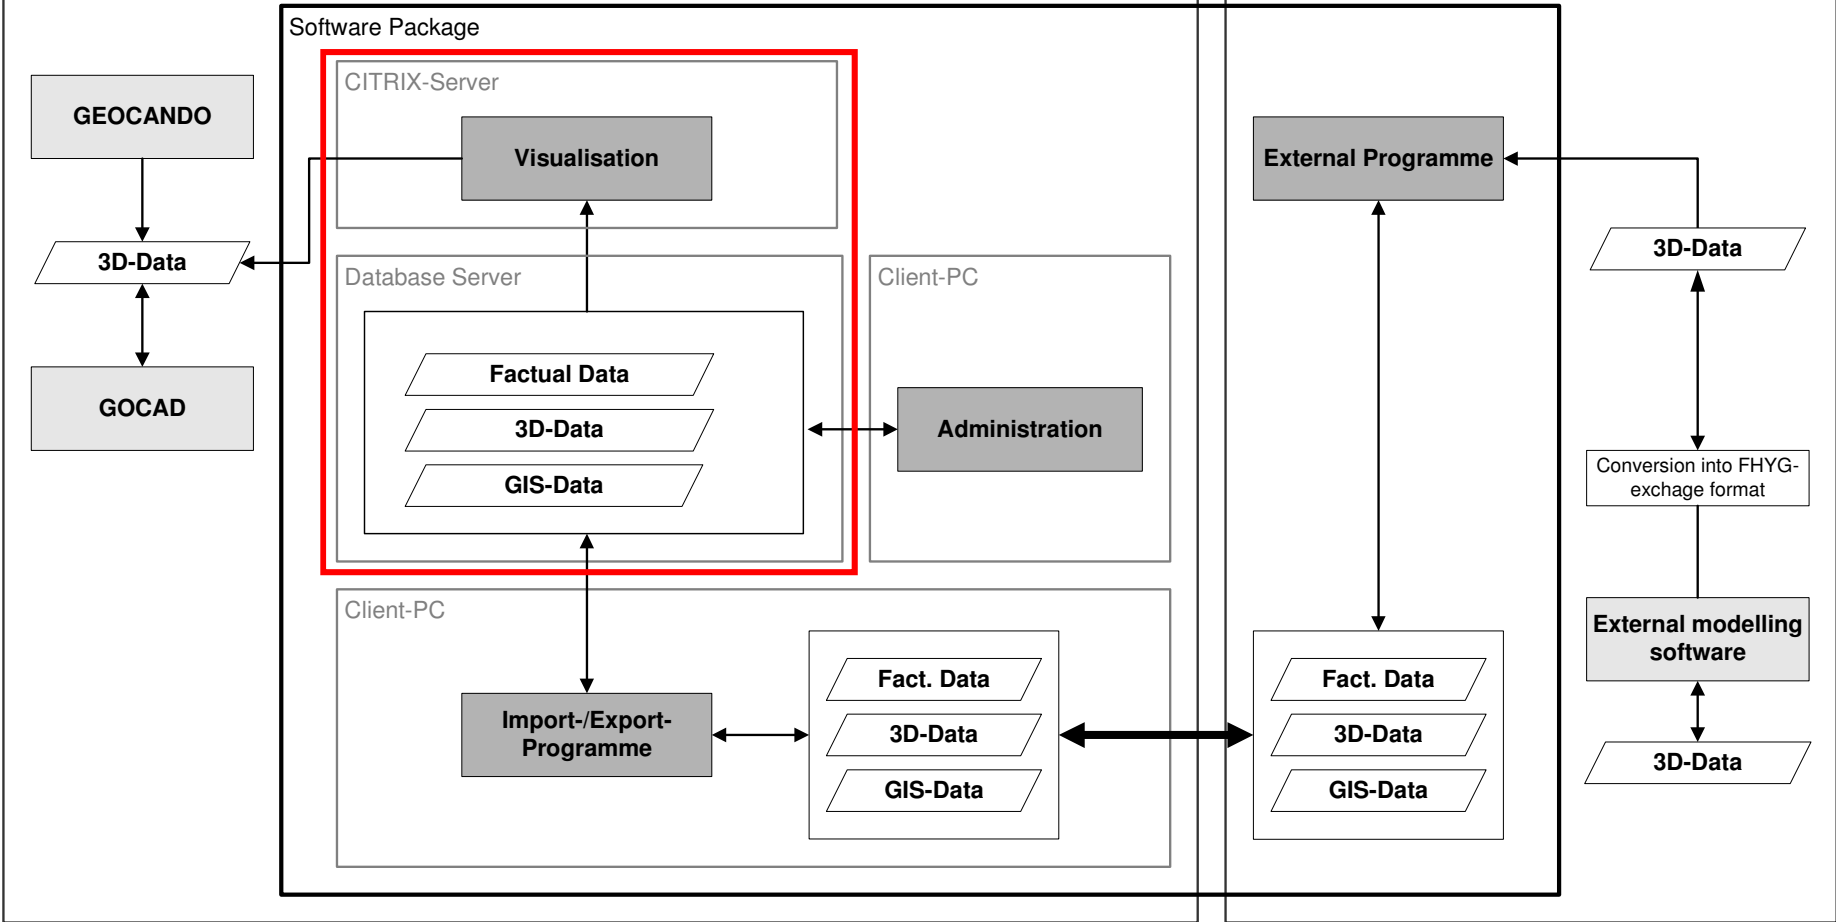 Software Package
CITRIX-Server
GEOCANDO
Visualisation
External Programme
3D-Data
3D-Data
Database Server
Client-PC
Factual Data
3D-Data
GIS-Data
GOCAD
Administration
Conversion into FHYG-
exchage format
Client-PC
External modelling
software
Fact. Data
3D-Data
GIS-Data
Fact. Data
3D-Data
GIS-Data
Import-/Export-
Programme
3D-Data